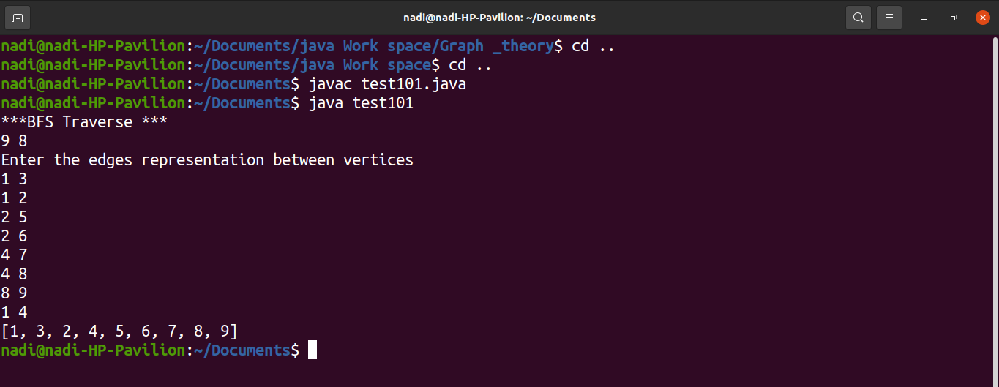 nadi@nadi-HP-Pavilion: ~/Documents
nadi@nadi-HP-Pavilion:~/Documents/java Work space/Graph _theory$ cd ..
nadi@nadi-HP-Pavilion:~/Documents/java Work space$ cd ..
nadi@nadi-HP-Pavilion:~/Documents$ javac test101.java
nadi@nadi-HP-Pavilion:~/Documents$ java test101
***BFS Traverse ***
9 8
Enter the edges representation between vertices
1 3
1 2
2 5
2 6
4 7
4 8
8 9
1 4
[1, 3, 2, 4, 5, 6, 7, 8, 9]
nadi@nadi-HP-Pavilion:~/Documents$